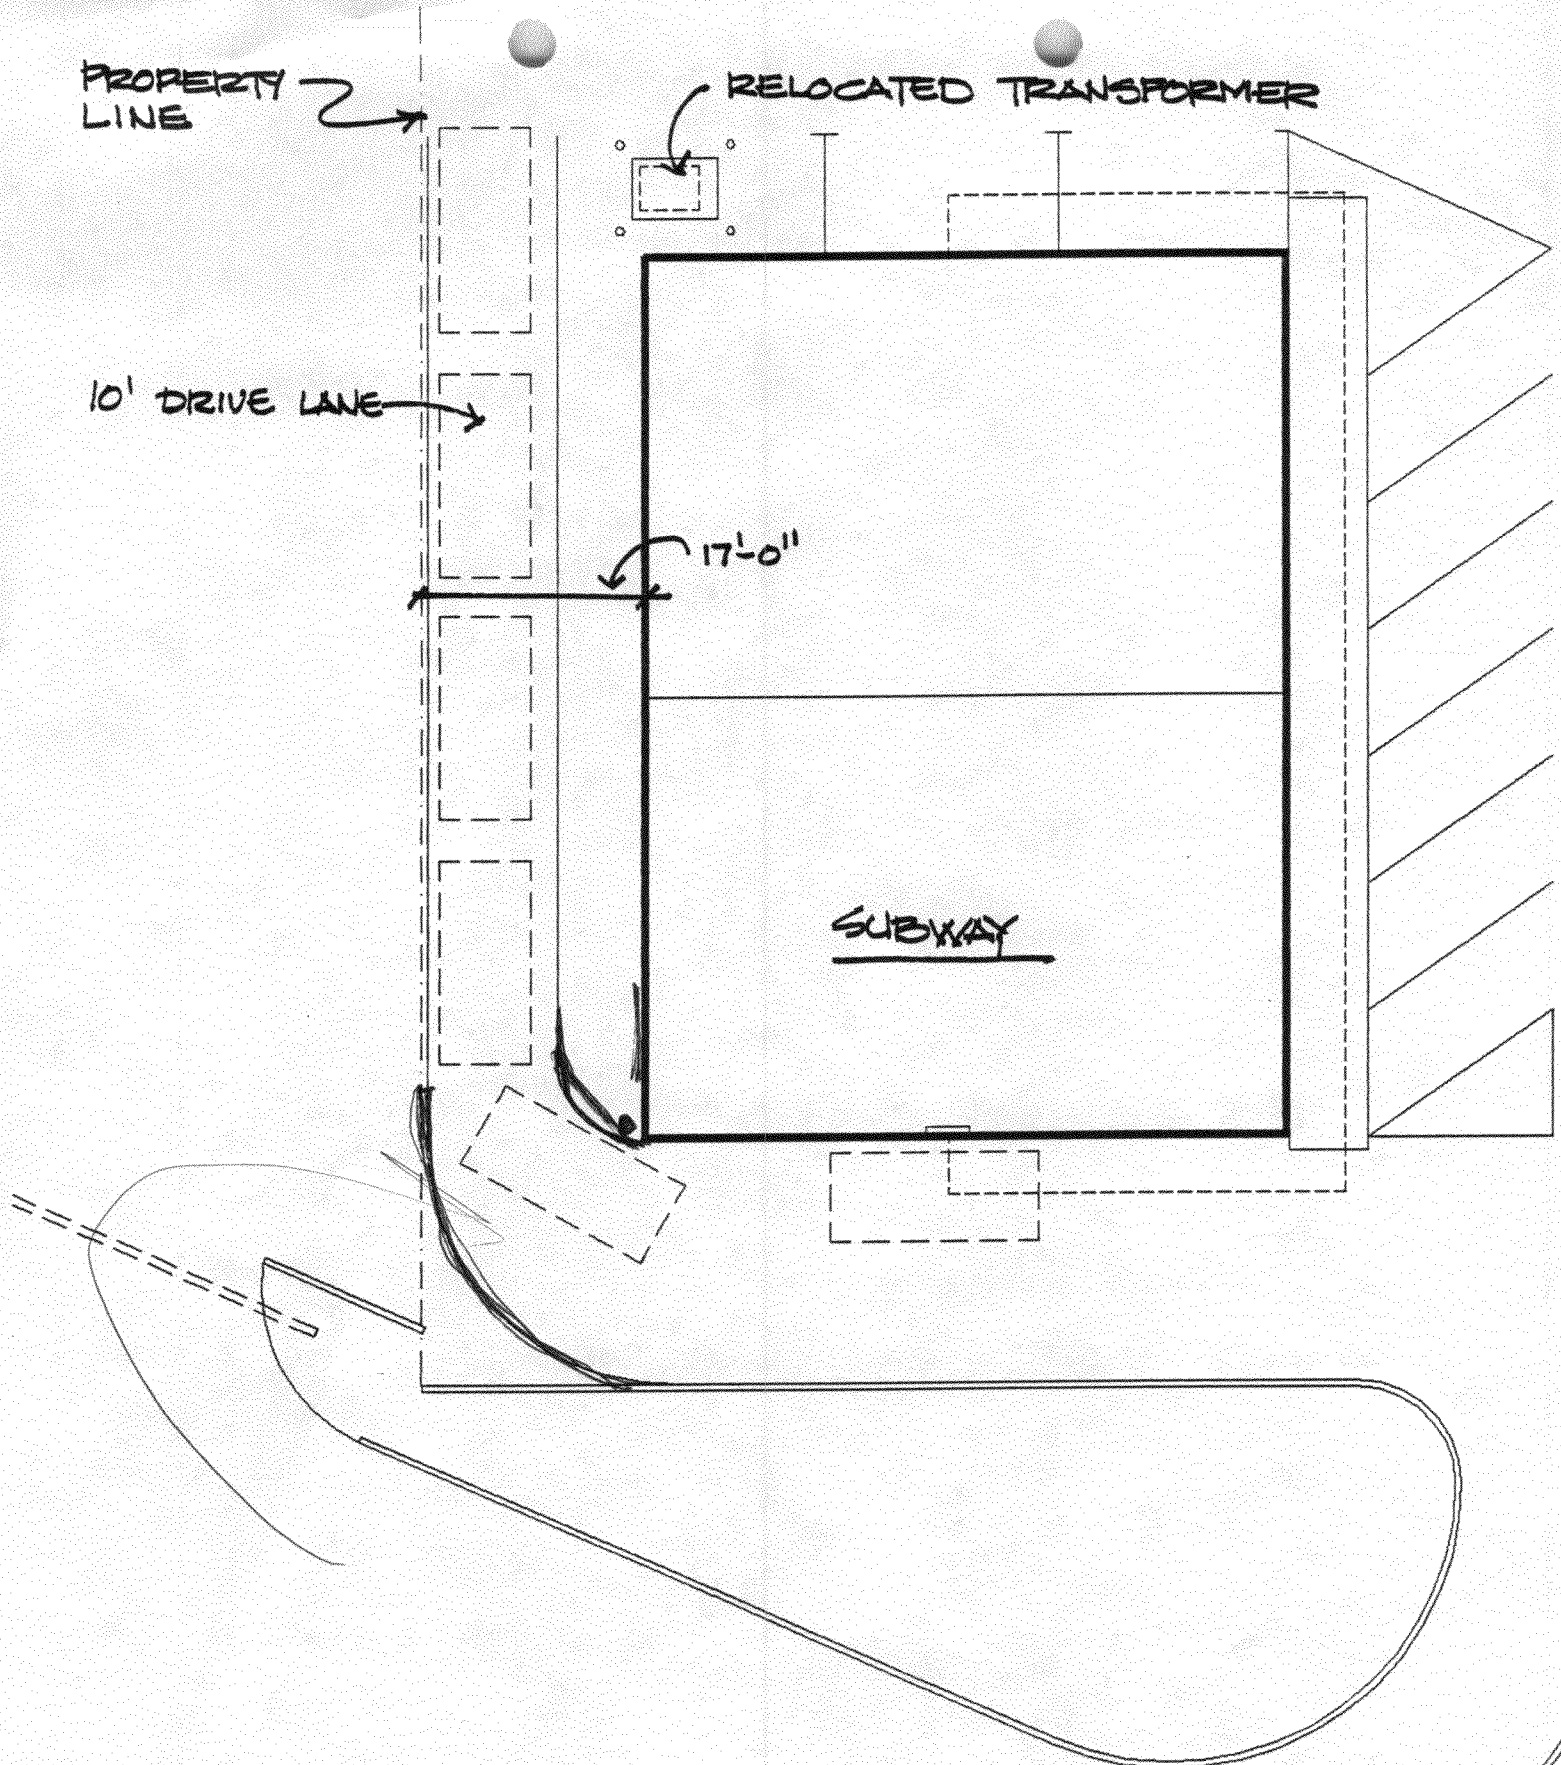 PROPERTY
LINE
RELOCATED TRANSFORMER
10' DRIVE LANE
17'-0"
SUBWAY